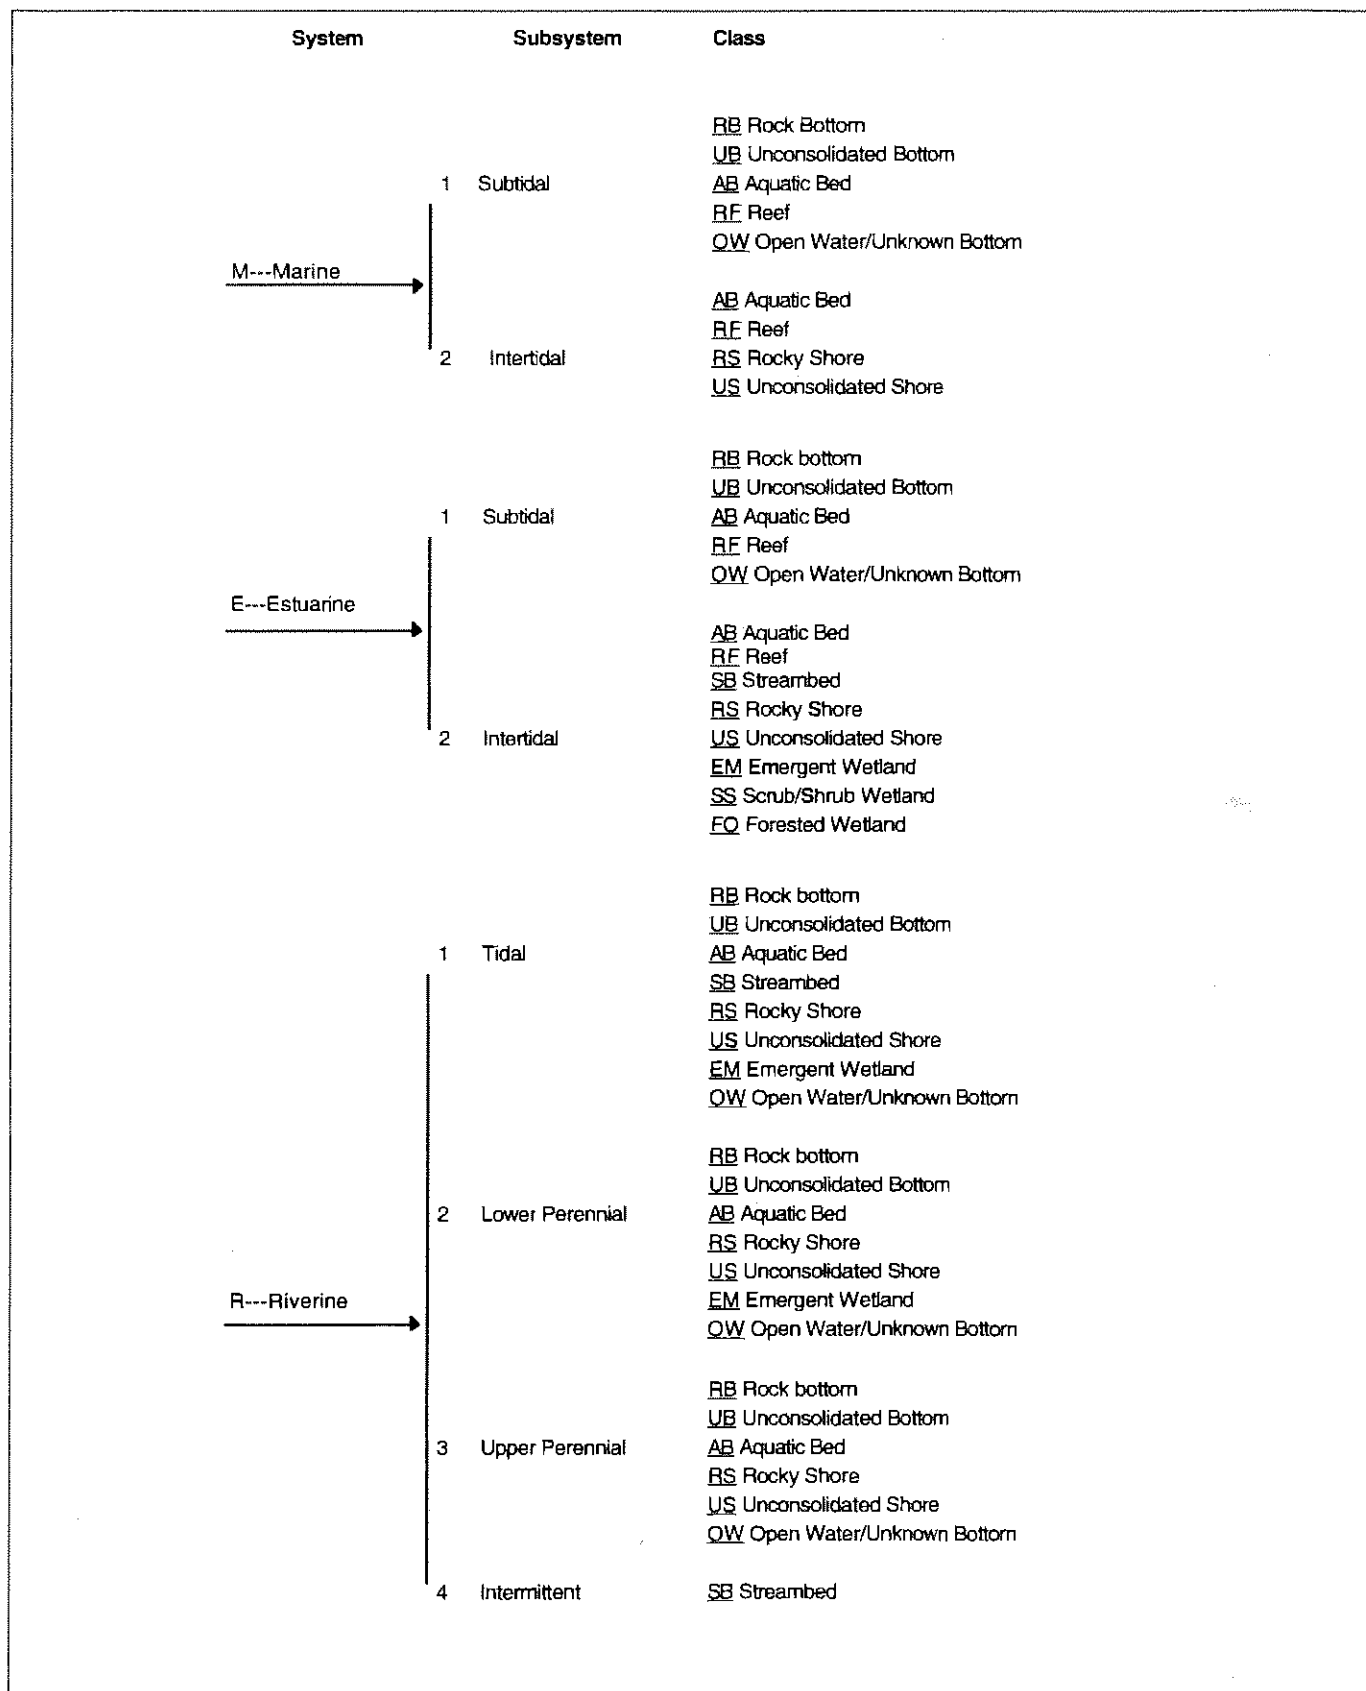 System Subsystem Class
RB Rock Bottom
UB Unconsolidated Bottom
1 Subtidal AB Aquatic Bed
RF Reef
OW Open Water/Unknown Bottom
M---Marine
AB Aquatic Bed
RF Reef
2 Intertidal RS Rocky Shore
US Unconsolidated Shore
RB Rock bottom
UB Unconsolidated Bottom
1 Subtidal AB Aquatic Bed
RF Reef
OW Open Water/Unknown Bottom
E---Estuarine
AB Aquatic Bed
RF Reef
SB Streambed
RS Rocky Shore
2 Intertidal US Unconsolidated Shore
EM Emergent Wetland
SS Scrub/Shrub Wetland
FO Forested Wetland
RB Rock bottom
UB Unconsolidated Bottom
1 Tidal AB Aquatic Bed
SB Streambed
RS Rocky Shore
US Unconsolidated Shore
EM Emergent Wetland
OW Open Water/Unknown Bottom
RB Rock bottom
UB Unconsolidated Bottom
2 Lower Perennial AB Aquatic Bed
RS Rocky Shore
US Unconsolidated Shore
R---Riverine EM Emergent Wetland
OW Open Water/Unknown Bottom
RB Rock bottom
UB Unconsolidated Bottom
3 Upper Perennial AB Aquatic Bed
RS Rocky Shore
US Unconsolidated Shore
OW Open Water/Unknown Bottom
4 Intermittent SB Streambed